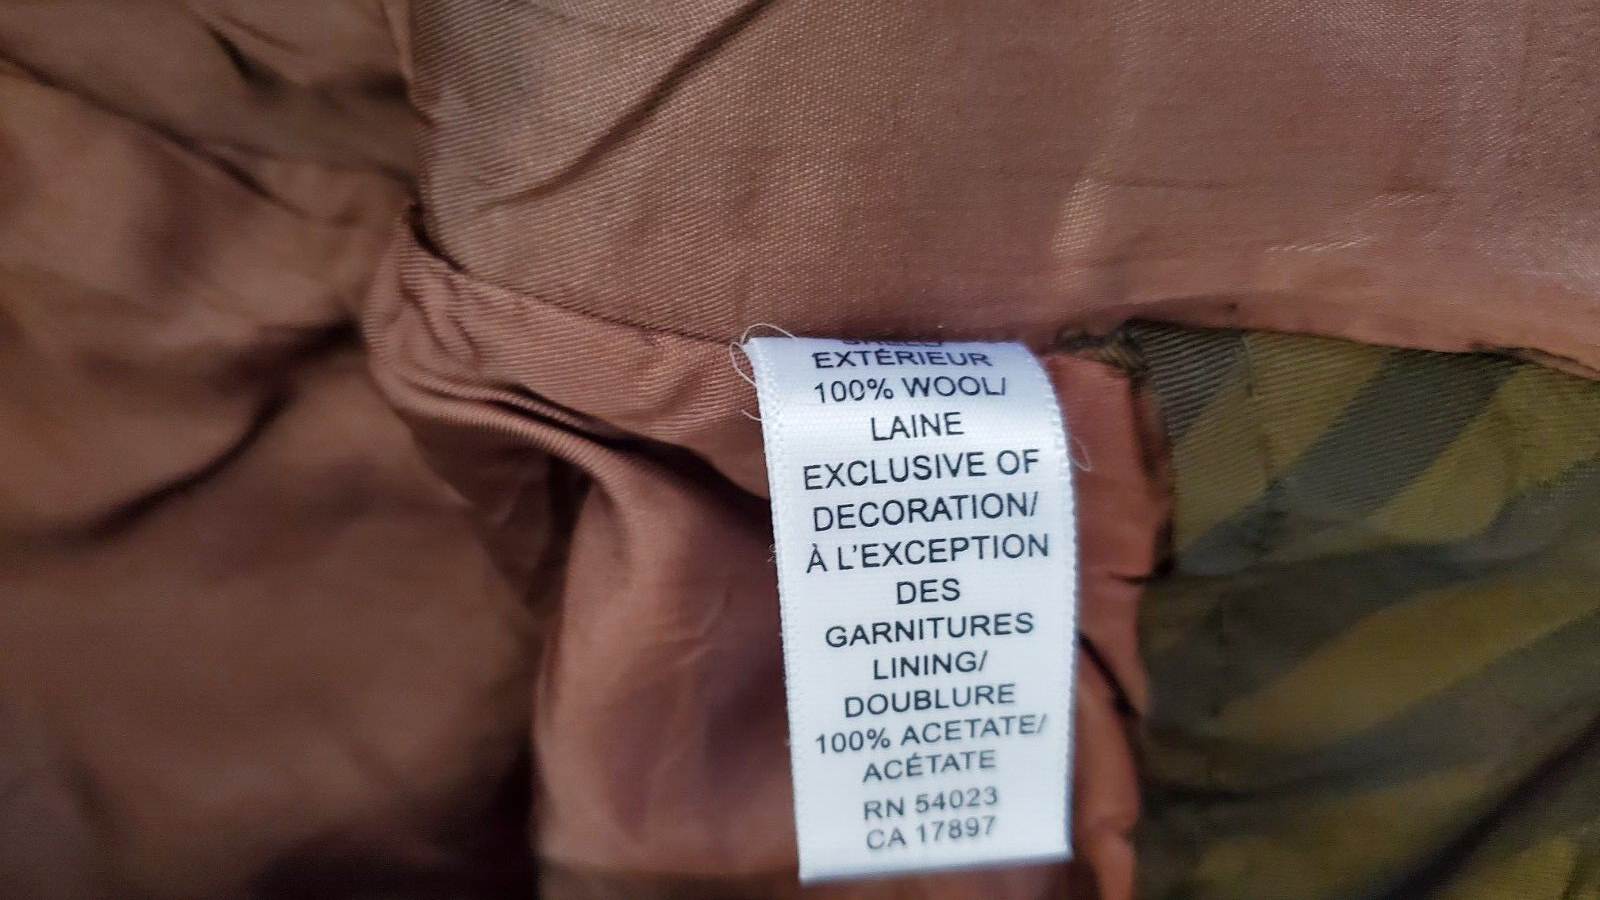 EXTÉRIEUR
100% WOOL/
LAINE
EXCLUSIVE OF
DECORATION/
À L'EXCEPTION
DES
GARNITURES
LINING/
DOUBLURE
100% ACETATE/
ACÉTATE
RN 54023
CA 17897